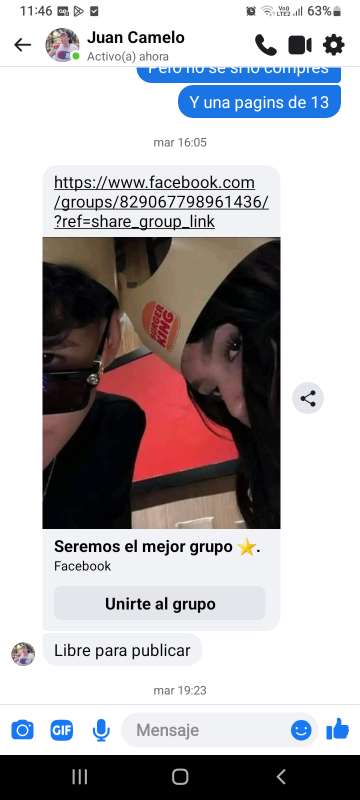 11:46
63%
Juan Camelo
Activo(a) ahora
Pero no se si lo compres
Y una pagins de 13
mar 16:05
https://www.facebook.com
/groups/829067798961436/
?ref=share_group_link
BURGER
KING
Seremos el mejor grupo ⭐.
Facebook
Unirte al grupo
Libre para publicar
mar 19:23
GIF
Mensaje